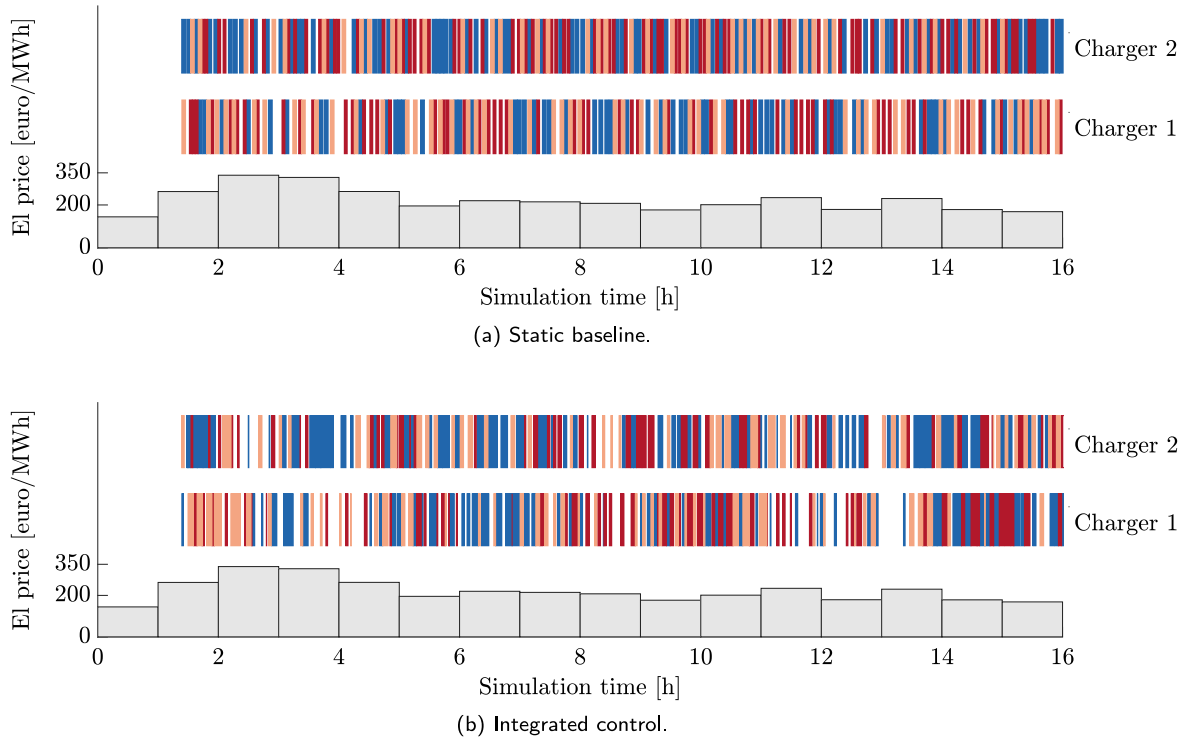 El price [euro/MWh]
Charger 2
Charger 1
350
200
0
0 2 4 6 8 10 12 14 16
Simulation time [h]
(a) Static baseline.
El price [euro/MWh]
Charger 2
Charger 1
350
200
0
0 2 4 6 8 10 12 14 16
Simulation time [h]
(b) Integrated control.